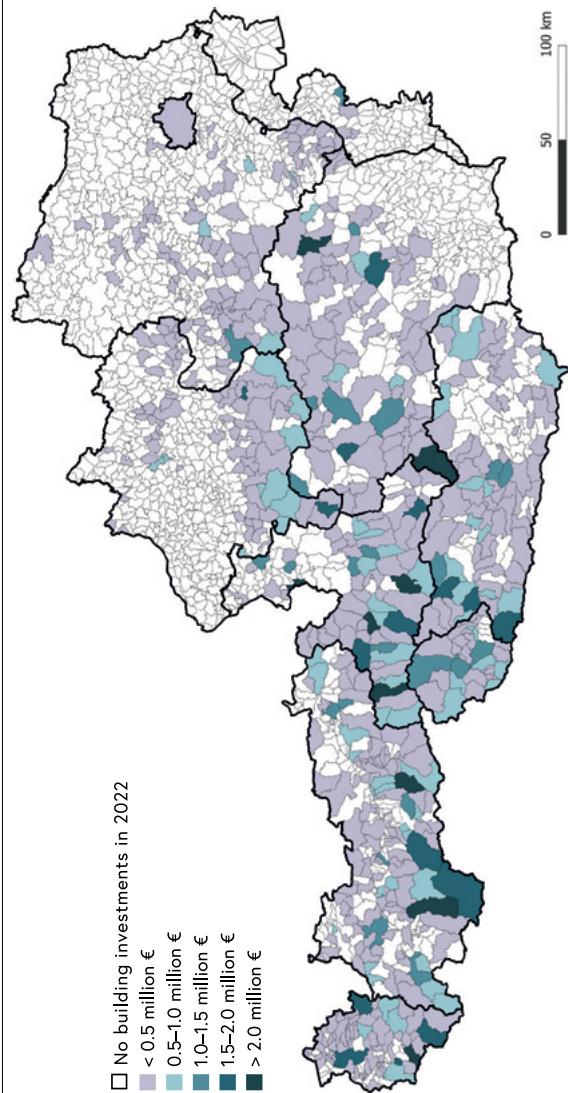 No building investments in 2022
< 0.5 million €
0.5–1.0 million €
1.0–1.5 million €
1.5–2.0 million €
> 2.0 million €
0 50 100 km